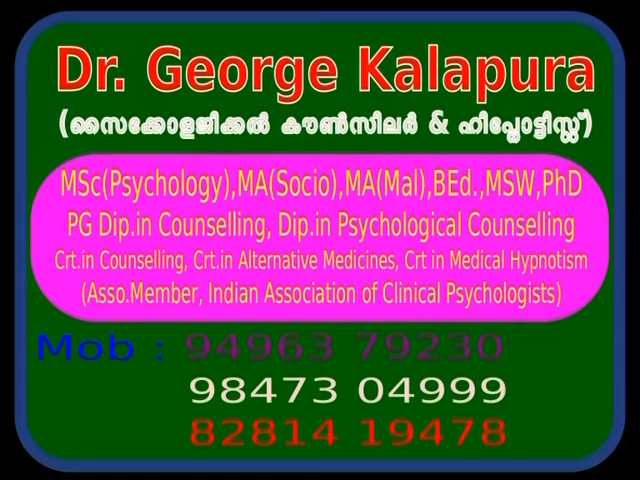 Dr. George Kalapura
(സൈക്കോളജിക്കൽ കൗൺസിലർ & ഹിപ്നോട്ടിസ്റ്റ്)
MSc(Psychology),MA(Socio),MA(Mal),BEd.,MSW,PhD
PG Dip.in Counselling, Dip.in Psychological Counselling
Crt.in Counselling, Crt.in Alternative Medicines, Crt in Medical Hypnotism
(Asso.Member, Indian Association of Clinical Psychologists)
Mob : 94963 79230
98473 04999
82814 19478